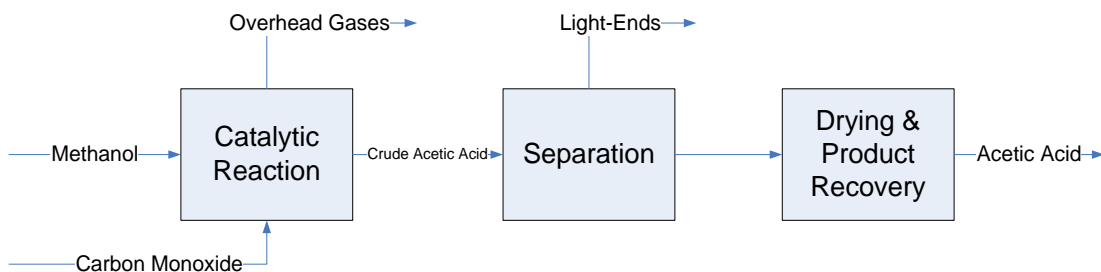 Overhead Gases
Light-Ends
Catalytic
Reaction
Separation
Drying &
Product
Recovery
Methanol
Crude Acetic Acid
Acetic Acid
Carbon Monoxide